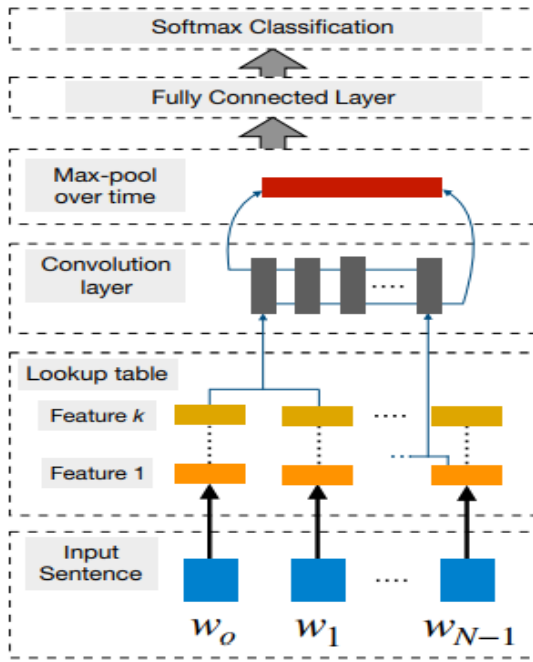 Softmax Classification
Fully Connected Layer
Max-pool
over time
Convolution
layer
....
Lookup table
Feature k
....
Feature 1
...
Input
Sentence
....
w_o w_1 w_{N-1}